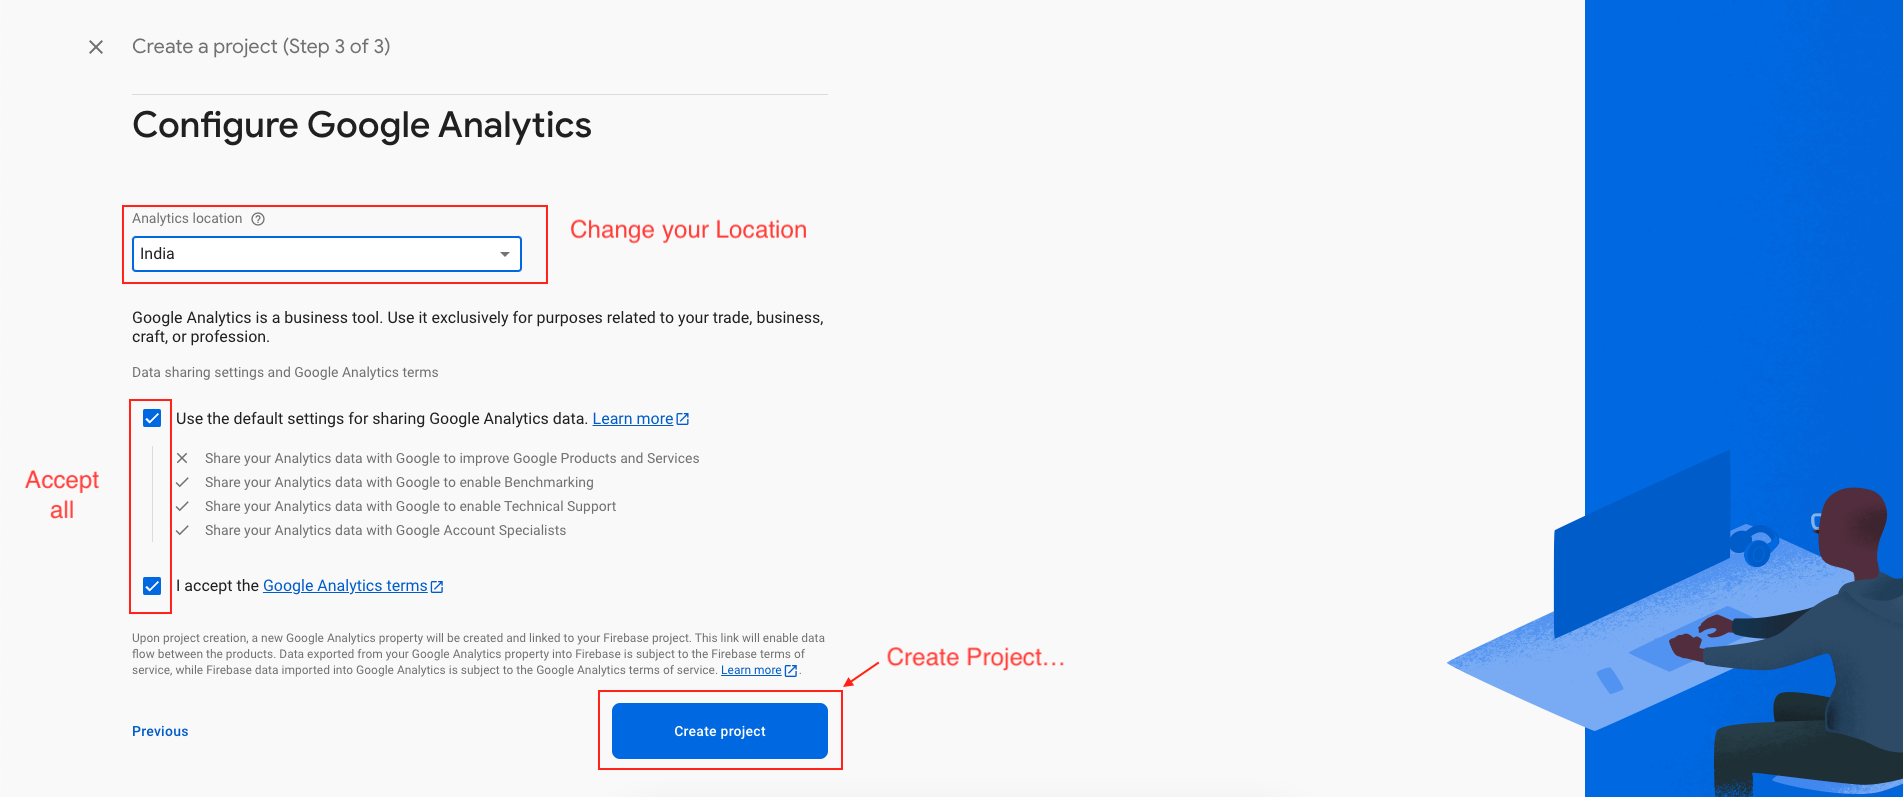 Create a project (Step 3 of 3)
Configure Google Analytics
Analytics location
India
Change your Location
Google Analytics is a business tool. Use it exclusively for purposes related to your trade, business,
craft, or profession.
Data sharing settings and Google Analytics terms
Use the default settings for sharing Google Analytics data. Learn more
Share your Analytics data with Google to improve Google Products and Services
Share your Analytics data with Google to enable Benchmarking
Share your Analytics data with Google to enable Technical Support
Share your Analytics data with Google Account Specialists
Accept
all
I accept the Google Analytics terms
Upon project creation, a new Google Analytics property will be created and linked to your Firebase project. This link will enable data
flow between the products. Data exported from your Google Analytics property into Firebase is subject to the Firebase terms of
service, while Firebase data imported into Google Analytics is subject to the Google Analytics terms of service. Learn more.
Create Project...
Previous
Create project